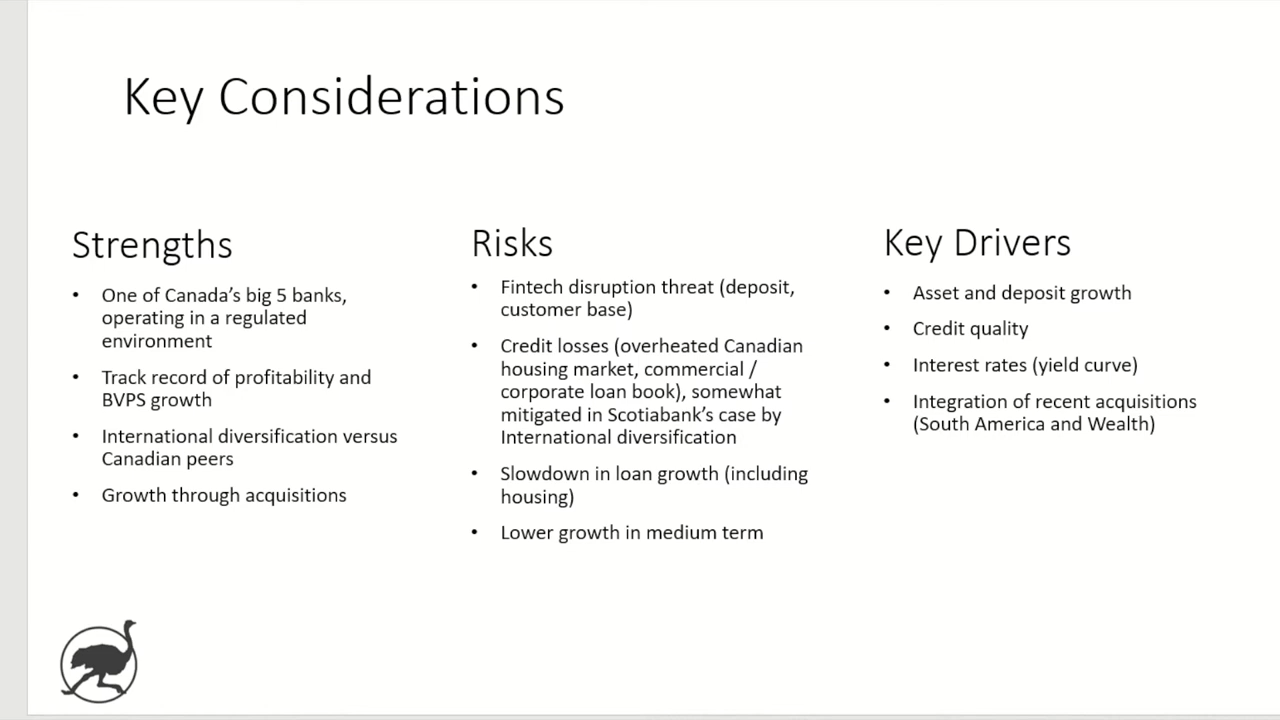 Key Considerations
Strengths
• One of Canada’s big 5 banks,
operating in a regulated
environment
• Track record of profitability and
BVPS growth
• International diversification versus
Canadian peers
• Growth through acquisitions
Risks
• Fintech disruption threat (deposit,
customer base)
• Credit losses (overheated Canadian
housing market, commercial /
corporate loan book), somewhat
mitigated in Scotiabank’s case by
International diversification
• Slowdown in loan growth (including
housing)
• Lower growth in medium term
Key Drivers
• Asset and deposit growth
• Credit quality
• Interest rates (yield curve)
• Integration of recent acquisitions
(South America and Wealth)